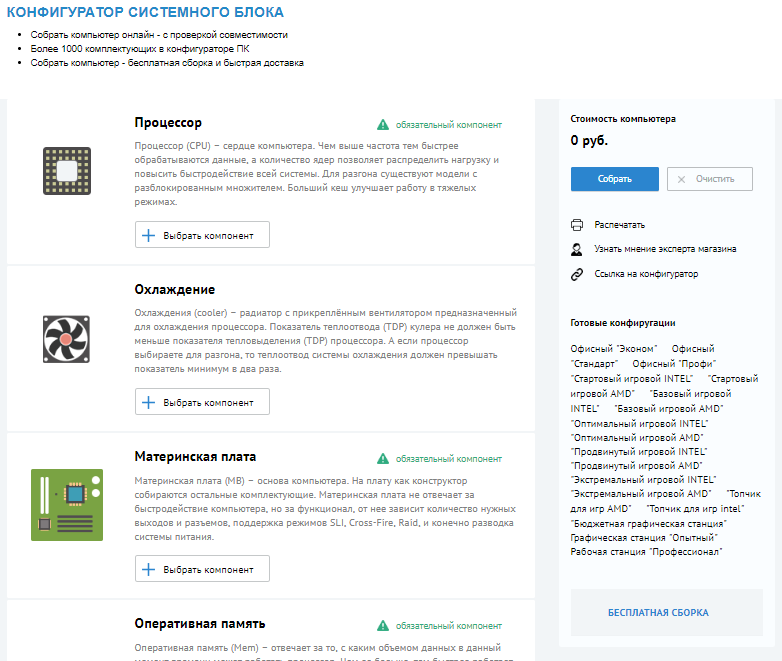 КОНФИГУРАТОР СИСТЕМНОГО БЛОКА
Собрать компьютер онлайн - с проверкой совместимости
Более 1000 комплектующих в конфигураторе ПК
Собрать компьютер - бесплатная сборка и быстрая доставка
Процессор
обязательный компонент
Процессор (CPU) – сердце компьютера. Чем выше частота тем быстрее
обрабатываются данные, а количество ядер позволяет распределить нагрузку и
повысить быстродействие всей системы. Для разгона существуют модели с
разблокированным множителем. Больший кеш улучшает работу в тяжелых
режимах.
Выбрать компонент
Охлаждение
Охлаждения (cooler) – радиатор с прикреплённым вентилятором предназначенный
для охлаждения процессора. Показатель теплоотвода (TDP) кулера не должен быть
меньше показателя тепловыделения (TDP) процессора. А если процессор
выбираете для разгона, то теплоотвод системы охлаждения должен превышать
показатель минимум в два раза.
Выбрать компонент
Материнская плата
обязательный компонент
Материнская плата (MB) – основа компьютера. На плату как конструктор
собираются остальные комплектующие. Материнская плата не отвечает за
быстродействие компьютера, но за функционал, от нее зависит количество нужных
выходов и разъемов, поддержка режимов SLI, Cross-Fire, Raid, и конечно разводка
системы питания.
Выбрать компонент
Оперативная память
обязательный компонент
Оперативная память (Mem) – отвечает за то, с каким объемом данных в данный
Стоимость компьютера
0 руб.
Собрать
Очистить
Распечатать
Узнать мнение эксперта магазина
Ссылка на конфигуратор
Готовые конфигурации
Офисный "Эконом" Офисный
"Стандарт" Офисный "Профи"
"Стартовый игровой INTEL" "Стартовый
игровой AMD" "Базовый игровой
INTEL" "Базовый игровой AMD"
"Оптимальный игровой INTEL"
"Оптимальный игровой AMD"
"Продвинутый игровой INTEL"
"Продвинутый игровой AMD"
"Экстремальный игровой INTEL"
"Экстремальный игровой AMD" "Топчик
для игр AMD" "Топчик для игр intel"
"Бюджетная графическая станция"
Графическая станция "Опытный"
Рабочая станция "Профессионал"
БЕСПЛАТНАЯ СБОРКА